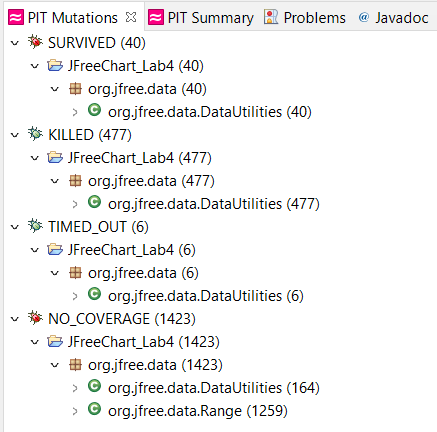 PIT Mutations PIT Summary Problems Javadoc
SURVIVED (40)
JFreeChart_Lab4 (40)
org.jfree.data (40)
org.jfree.data.DataUtilities (40)
KILLED (477)
JFreeChart_Lab4 (477)
org.jfree.data (477)
org.jfree.data.DataUtilities (477)
TIMED_OUT (6)
JFreeChart_Lab4 (6)
org.jfree.data (6)
org.jfree.data.DataUtilities (6)
NO_COVERAGE (1423)
JFreeChart_Lab4 (1423)
org.jfree.data (1423)
org.jfree.data.DataUtilities (164)
org.jfree.data.Range (1259)